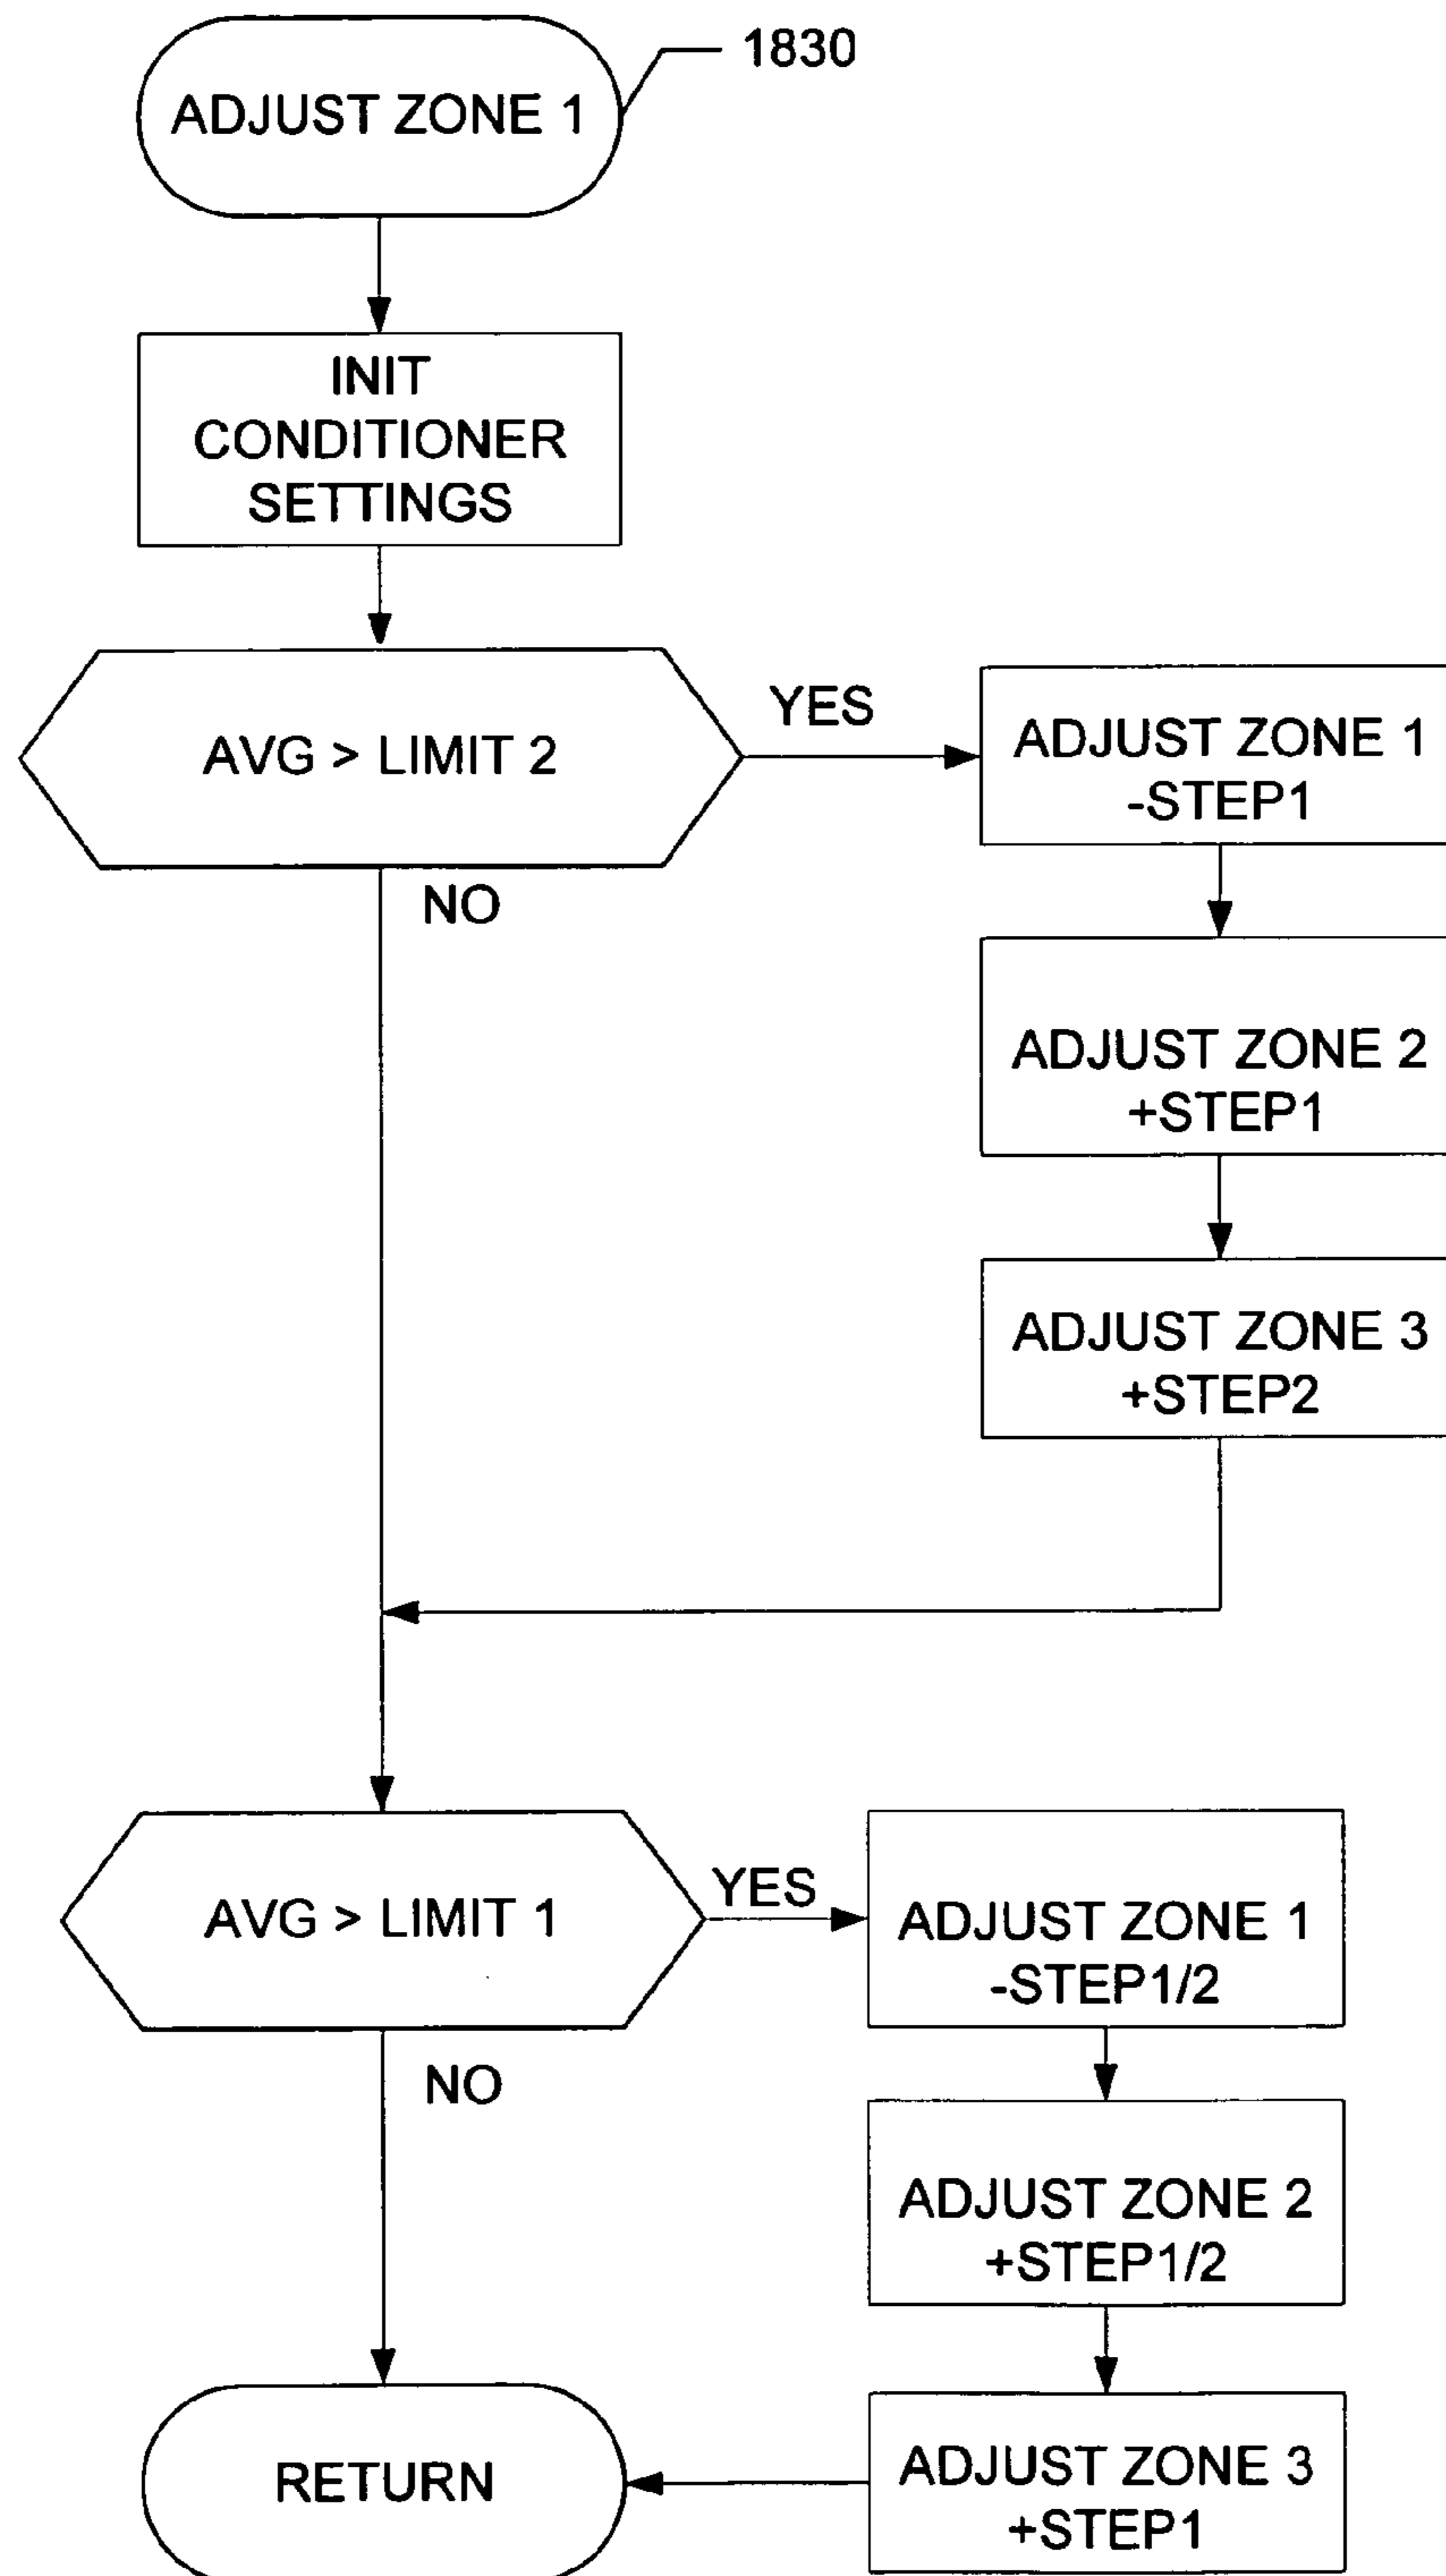 1830
ADJUST ZONE 1
INIT
CONDITIONER
SETTINGS
AVG > LIMIT 2
YES
NO
ADJUST ZONE 1
-STEP1
ADJUST ZONE 2
+STEP1
ADJUST ZONE 3
+STEP2
AVG > LIMIT 1
YES
NO
ADJUST ZONE 1
-STEP1/2
ADJUST ZONE 2
+STEP1/2
ADJUST ZONE 3
+STEP1
RETURN